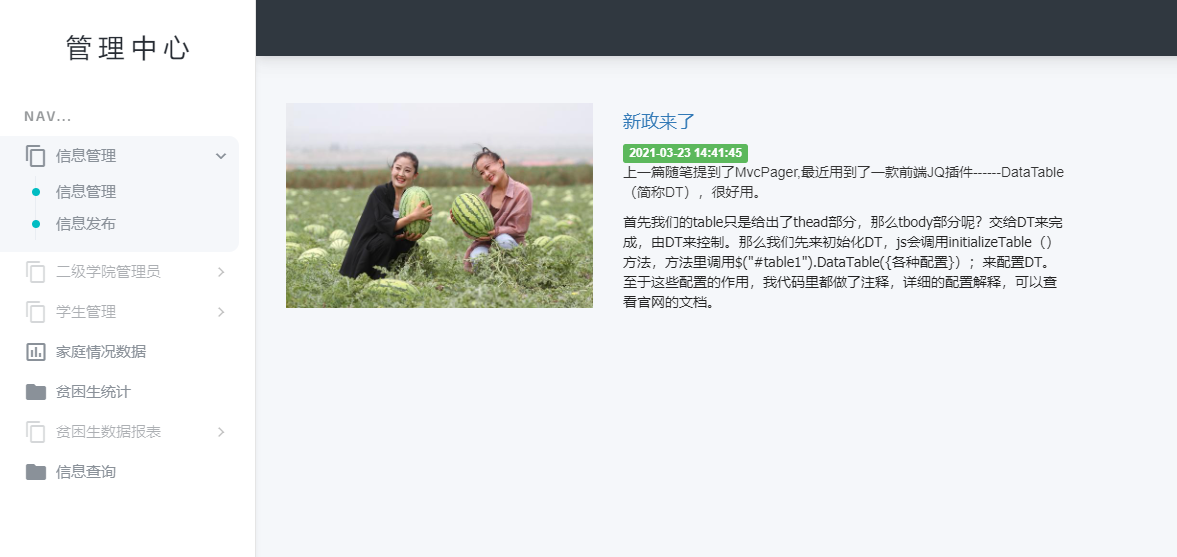 管理中心
NAV...
信息管理
信息管理
信息发布
二级学院管理员
学生管理
家庭情况数据
贫困生统计
贫困生数据报表
信息查询
新政来了
2021-03-23 14:41:45
上一篇随笔提到了MvcPager,最近用到了一款前端JQ插件------DataTable
（简称DT），很好用。
首先我们的table只是给出了thead部分，那么tbody部分呢？交给DT来完
成，由DT来控制。那么我们先来初始化DT，js会调用initializeTable（）
方法，方法里调用$("#table1").DataTable({各种配置}）；来配置DT。
至于这些配置的作用，我代码里都做了注释，详细的配置解释，可以查
看官网的文档。